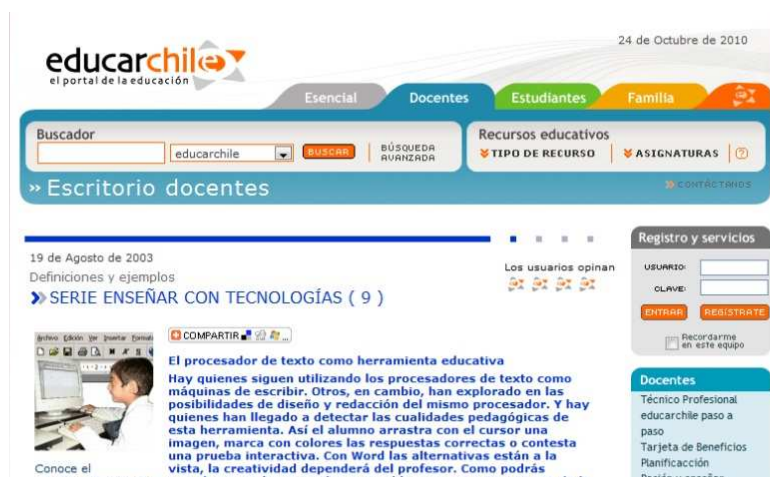 24 de Octubre de 2010
educarchile
el portal de la educación
Esencial
Docentes
Estudiantes
Familia
Buscador
educarchile
BUSCAR
BÚSQUEDA
AVANZADA
Recursos educativos
TIPO DE RECURSO
ASIGNATURAS
?
» Escritorio docentes
» CONTÁCTANOS
19 de Agosto de 2003
Definiciones y ejemplos
SERIE ENSEÑAR CON TECNOLOGÍAS ( 9 )
Los usuarios opinan
Archivo Edición Ver Insertar Formato
COMPARTIR
El procesador de texto como herramienta educativa
Hay quienes siguen utilizando los procesadores de texto como
máquinas de escribir. Otros, en cambio, han explorado en las
posibilidades de diseño y redacción del mismo procesador. Y hay
quienes han llegado a detectar las cualidades pedagógicas de
esta herramienta. Así el alumno arrastra con el cursor una
imagen, marca con colores las respuestas correctas o contesta
una prueba interactiva. Con Word las alternativas están a la
vista, la creatividad dependerá del profesor. Como podrás
Conoce el
Registro y servicios
USUARIO:
CLAVE:
ENTRAR
REGÍSTRATE
Recordarme
en este equipo
Docentes
Técnico Profesional
educarchile paso a
paso
Tarjeta de Beneficios
Planificacción